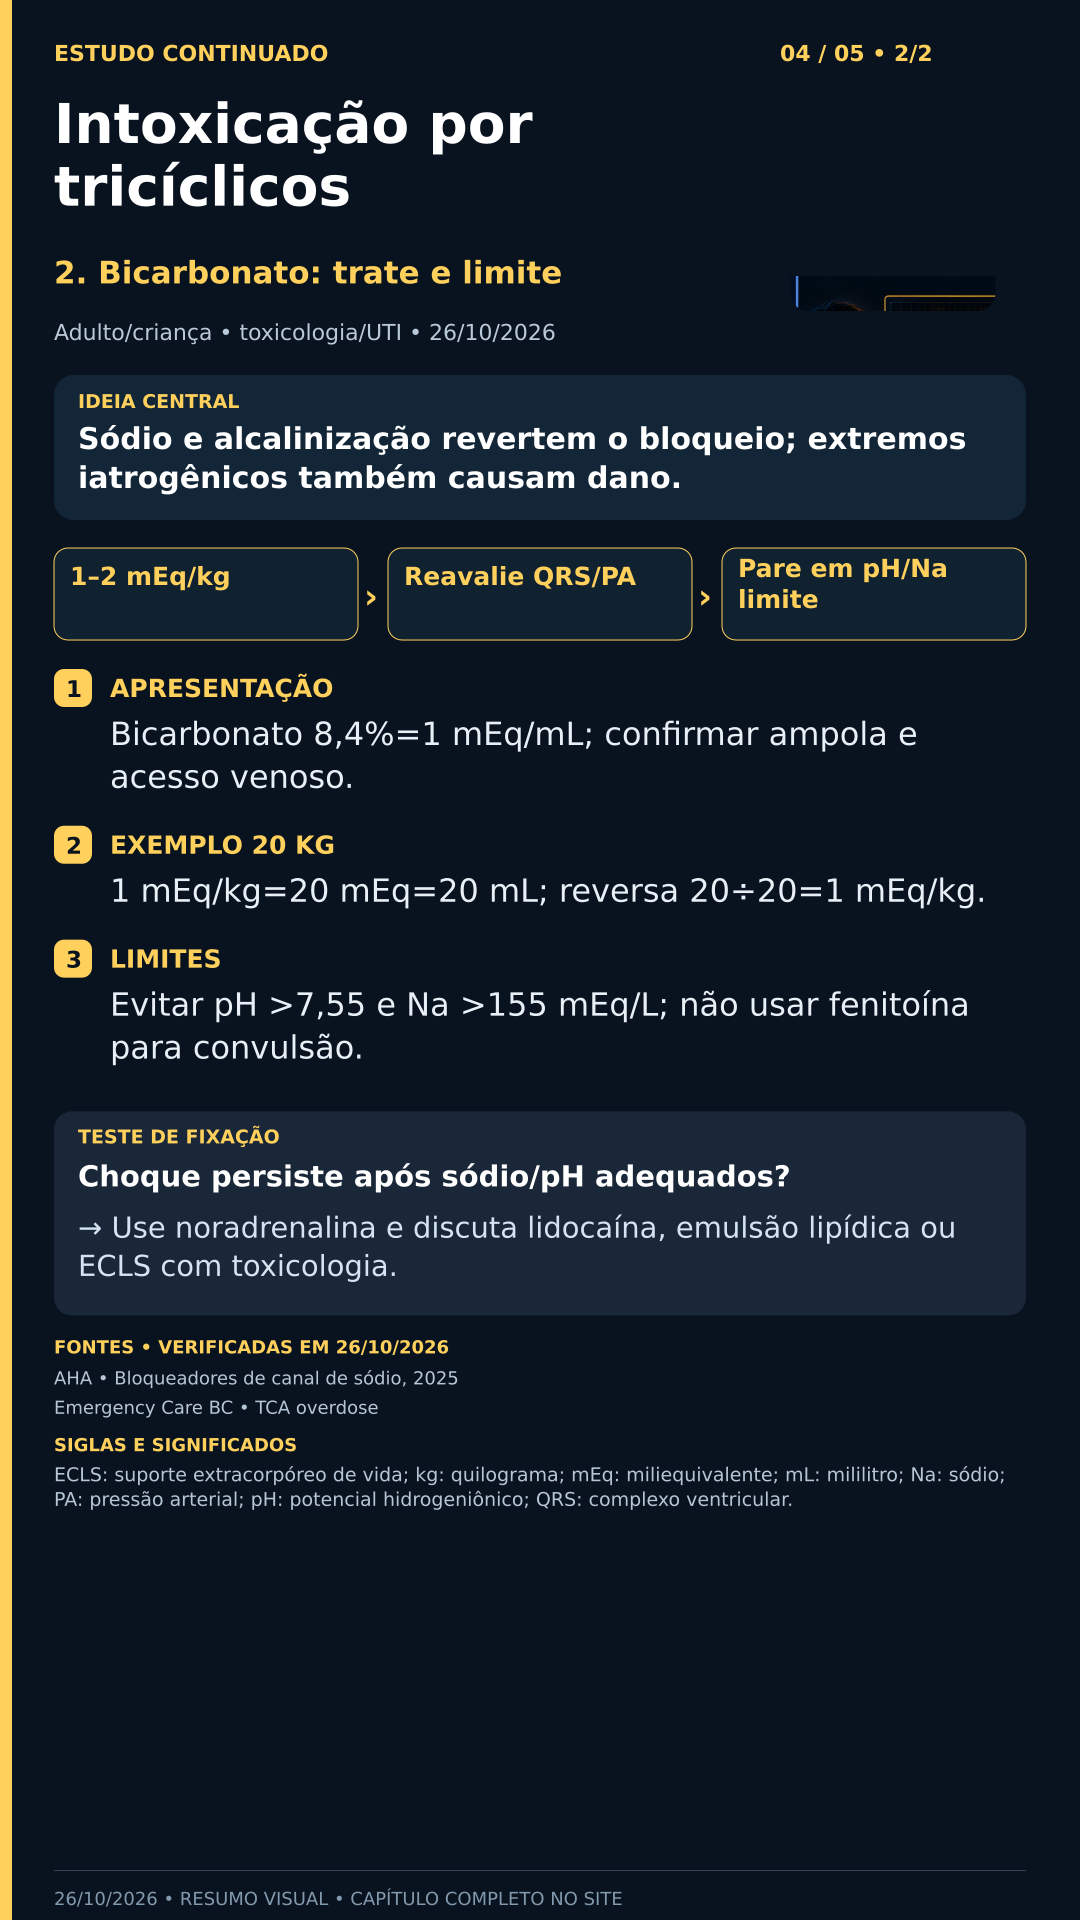 ESTUDO CONTINUADO
04 / 05 • 2/2
Intoxicação por
tricíclicos
2. Bicarbonato: trate e limite
Adulto/criança • toxicologia/UTI • 26/10/2026
IDEIA CENTRAL
Sódio e alcalinização revertem o bloqueio; extremos
iatrogênicos também causam dano.
1–2 mEq/kg
›
Reavalie QRS/PA
›
Pare em pH/Na
limite
1 APRESENTAÇÃO
Bicarbonato 8,4%=1 mEq/mL; confirmar ampola e
acesso venoso.
2 EXEMPLO 20 KG
1 mEq/kg=20 mEq=20 mL; reversa 20÷20=1 mEq/kg.
3 LIMITES
Evitar pH >7,55 e Na >155 mEq/L; não usar fenitoína
para convulsão.
TESTE DE FIXAÇÃO
Choque persiste após sódio/pH adequados?
→ Use noradrenalina e discuta lidocaína, emulsão lipídica ou
ECLS com toxicologia.
FONTES • VERIFICADAS EM 26/10/2026
AHA • Bloqueadores de canal de sódio, 2025
Emergency Care BC • TCA overdose
SIGLAS E SIGNIFICADOS
ECLS: suporte extracorpóreo de vida; kg: quilograma; mEq: miliequivalente; mL: mililitro; Na: sódio;
PA: pressão arterial; pH: potencial hidrogeniônico; QRS: complexo ventricular.
26/10/2026 • RESUMO VISUAL • CAPÍTULO COMPLETO NO SITE